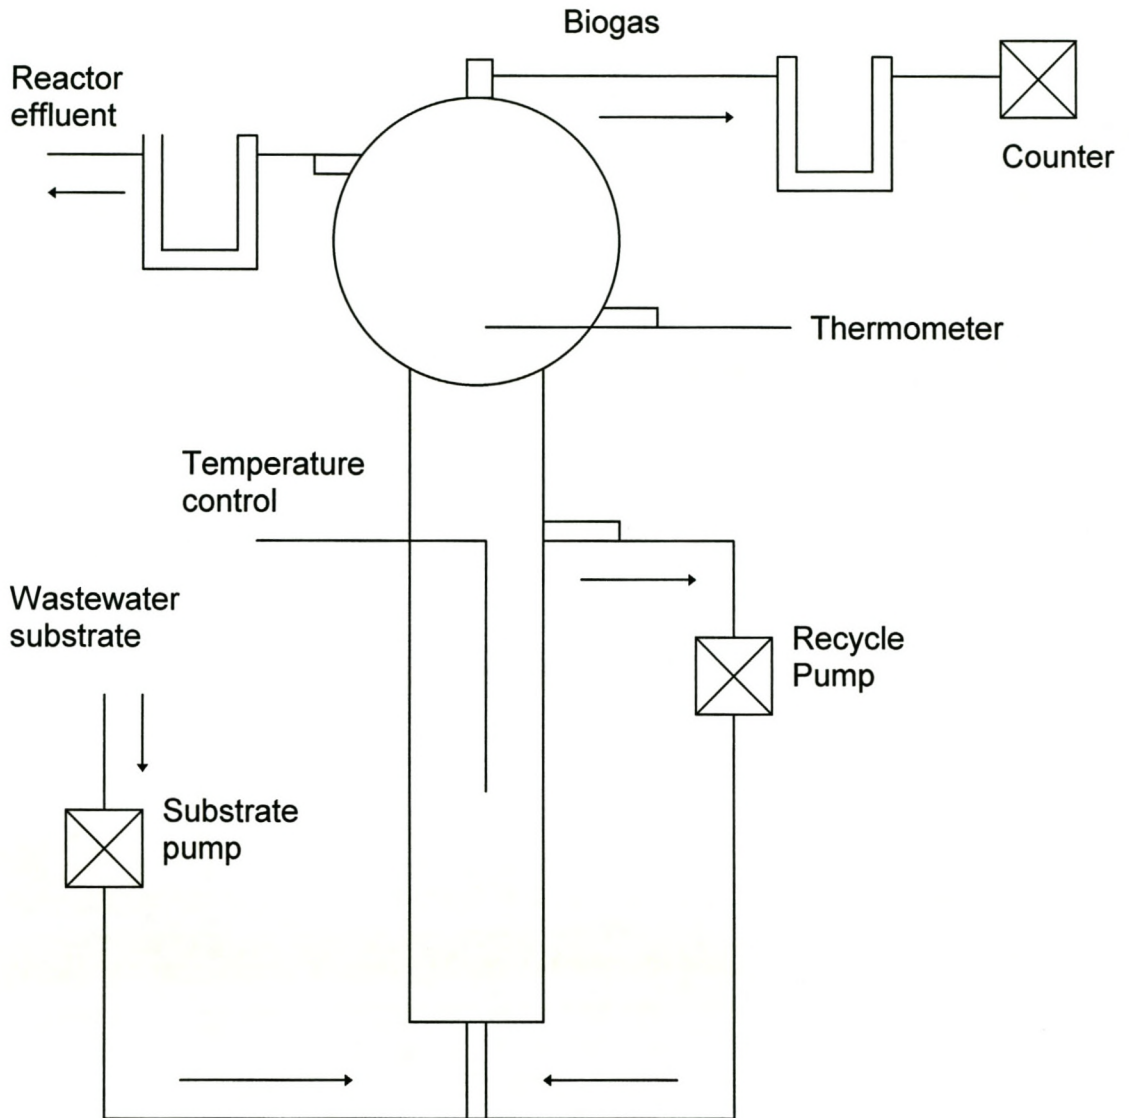 Biogas
Reactor
effluent
Counter
Thermometer
Temperature
control
Wastewater
substrate
Recycle
Pump
Substrate
pump